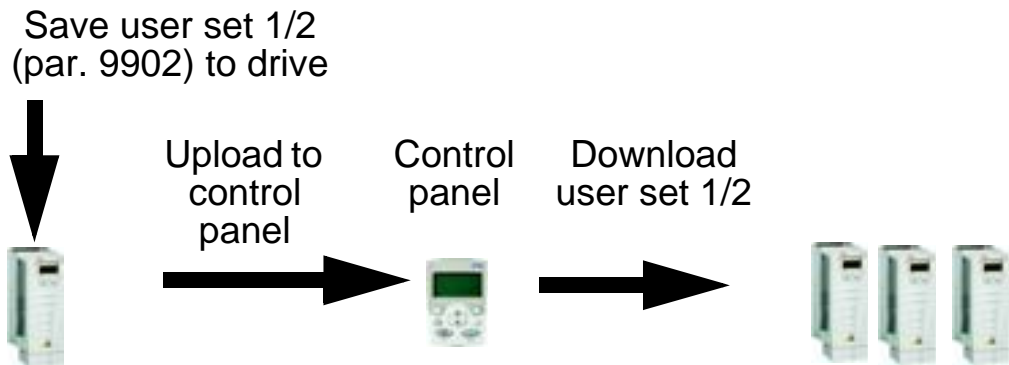 Save user set 1/2
(par. 9902) to drive
Upload to
control
panel
Control
panel
Download
user set 1/2